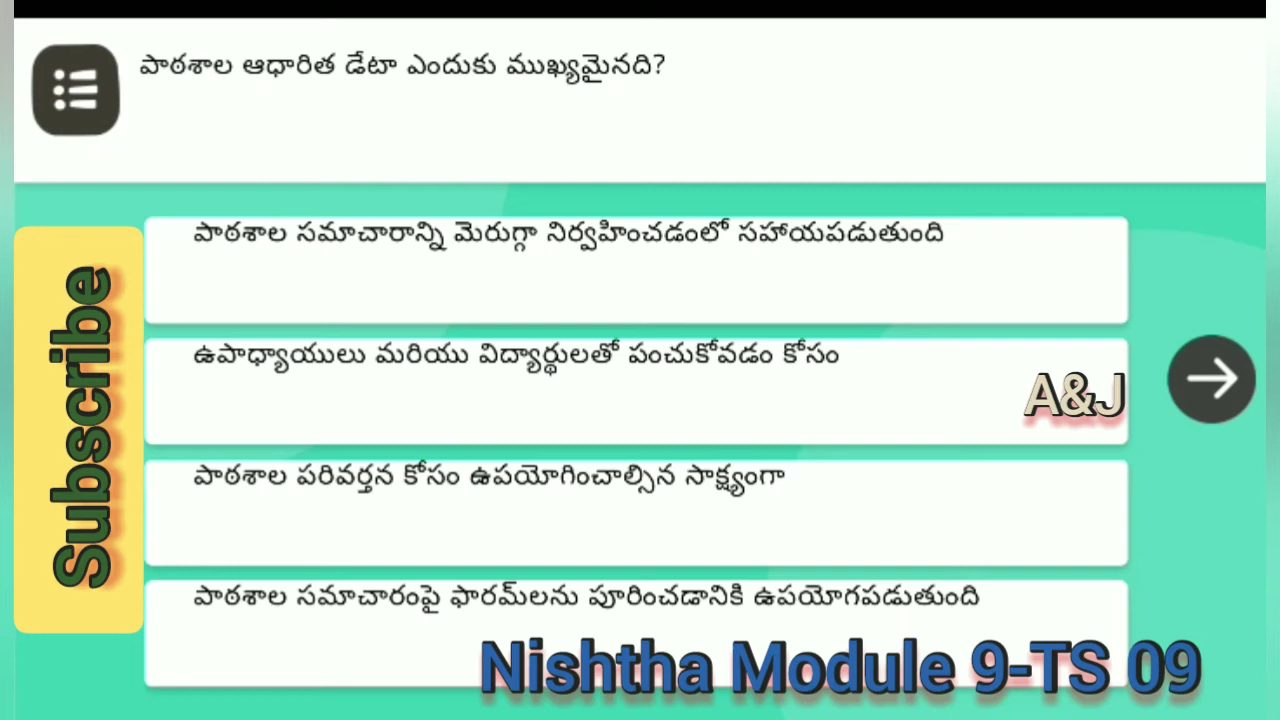 పాఠశాల ఆధారిత డేటా ఎందుకు ముఖ్యమైనది?
పాఠశాల సమాచారాన్ని మెరుగ్గా నిర్వహించడంలో సహాయపడుతుంది
ఉపాధ్యాయులు మరియు విద్యార్థులతో పంచుకోవడం కోసం
A&J
పాఠశాల పరివర్తన కోసం ఉపయోగించాల్సిన సాక్ష్యంగా
పాఠశాల సమాచారంపై ఫారమ్‌లను పూరించడానికి ఉపయోగపడుతుంది
Subscribe
Nishtha Module 9-TS 09